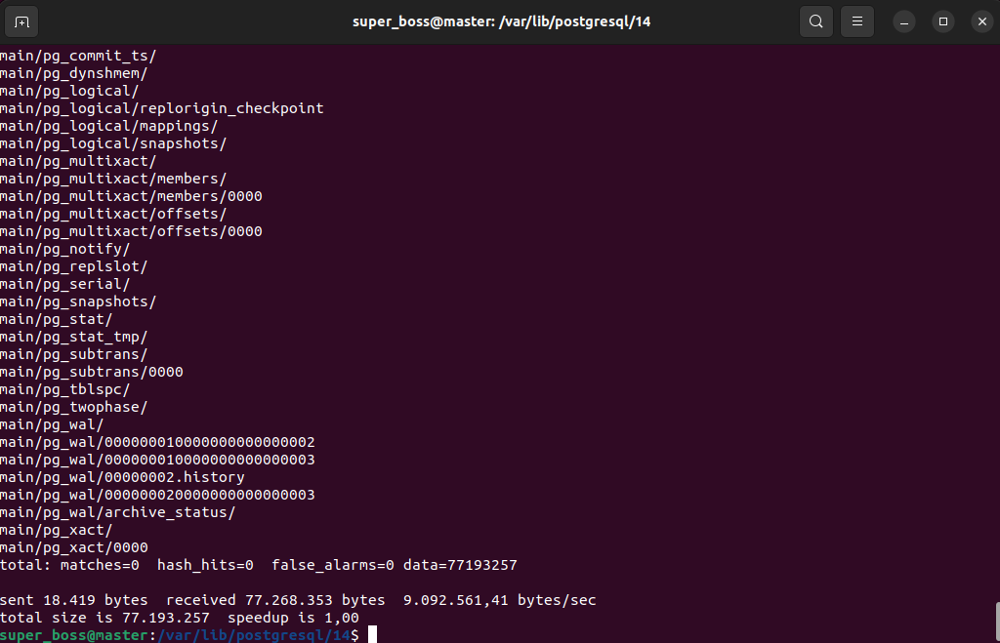 super_boss@master: /var/lib/postgresql/14
main/pg_commit_ts/
main/pg_dynshmem/
main/pg_logical/
main/pg_logical/replorigin_checkpoint
main/pg_logical/mappings/
main/pg_logical/snapshots/
main/pg_multixact/
main/pg_multixact/members/
main/pg_multixact/members/0000
main/pg_multixact/offsets/
main/pg_multixact/offsets/0000
main/pg_notify/
main/pg_replslot/
main/pg_serial/
main/pg_snapshots/
main/pg_stat/
main/pg_stat_tmp/
main/pg_subtrans/
main/pg_subtrans/0000
main/pg_tblspc/
main/pg_twophase/
main/pg_wal/
main/pg_wal/000000010000000000000002
main/pg_wal/000000010000000000000003
main/pg_wal/00000002.history
main/pg_wal/000000020000000000000003
main/pg_wal/archive_status/
main/pg_xact/
main/pg_xact/0000
total: matches=0  hash_hits=0  false_alarms=0 data=77193257
sent 18.419 bytes  received 77.268.353 bytes  9.092.561,41 bytes/sec
total size is 77.193.257  speedup is 1,00
super_boss@master:/var/lib/postgresql/14$